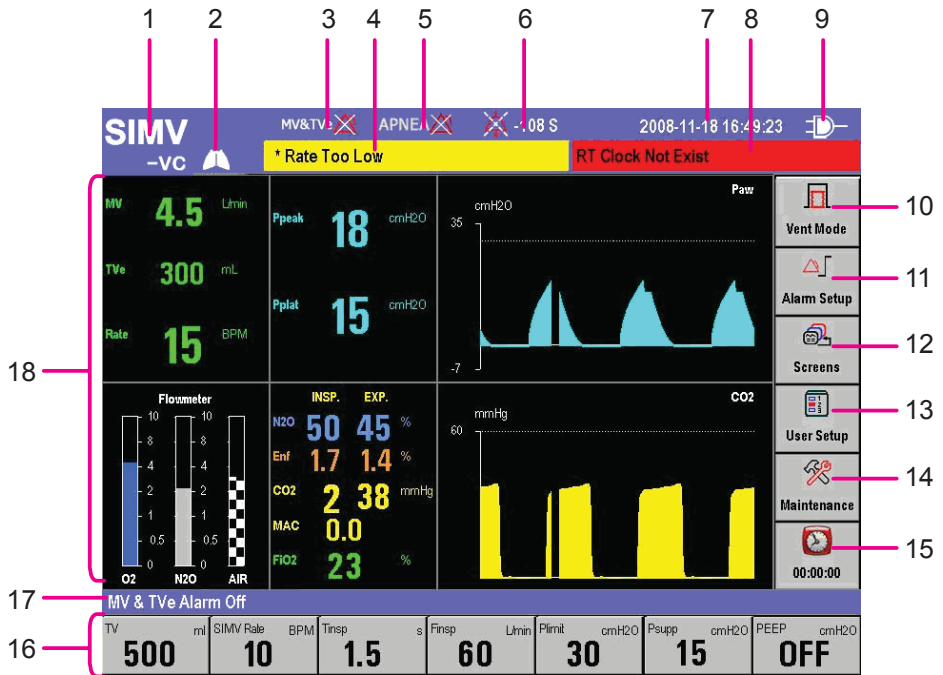 1 2 3 4 5 6 7 8 9
SIMV
-VC
MV&TVe APNEA -108 S 2008-11-18 16:49:23
* Rate Too Low
RT Clock Not Exist
MV 4.5 L/min
TVe 300 mL
Rate 15 BPM
Ppeak 18 cmH2O
Pplat 15 cmH2O
Paw
cmH2O
35
-7
Vent Mode
10
Alarm Setup
11
Screens
12
User Setup
13
Maintenance
14
00:00:00
15
18
Flowmeter
10 10
8 8
4 4
2 2
1 1
0.5 0.5
0 0
O2 N2O AIR
INSP. EXP.
N2O 50 45 %
Enf 1.7 1.4 %
CO2 2 38 mmHg
MAC 0.0
FiO2 23 %
CO2
mmHg
60
17
MV & TVe Alarm Off
16
TV ml SIMV Rate BPM Tinsp s Finsp L/min Plimit cmH2O Psupp cmH2O PEEP cmH2O
500 10 1.5 60 30 15 OFF